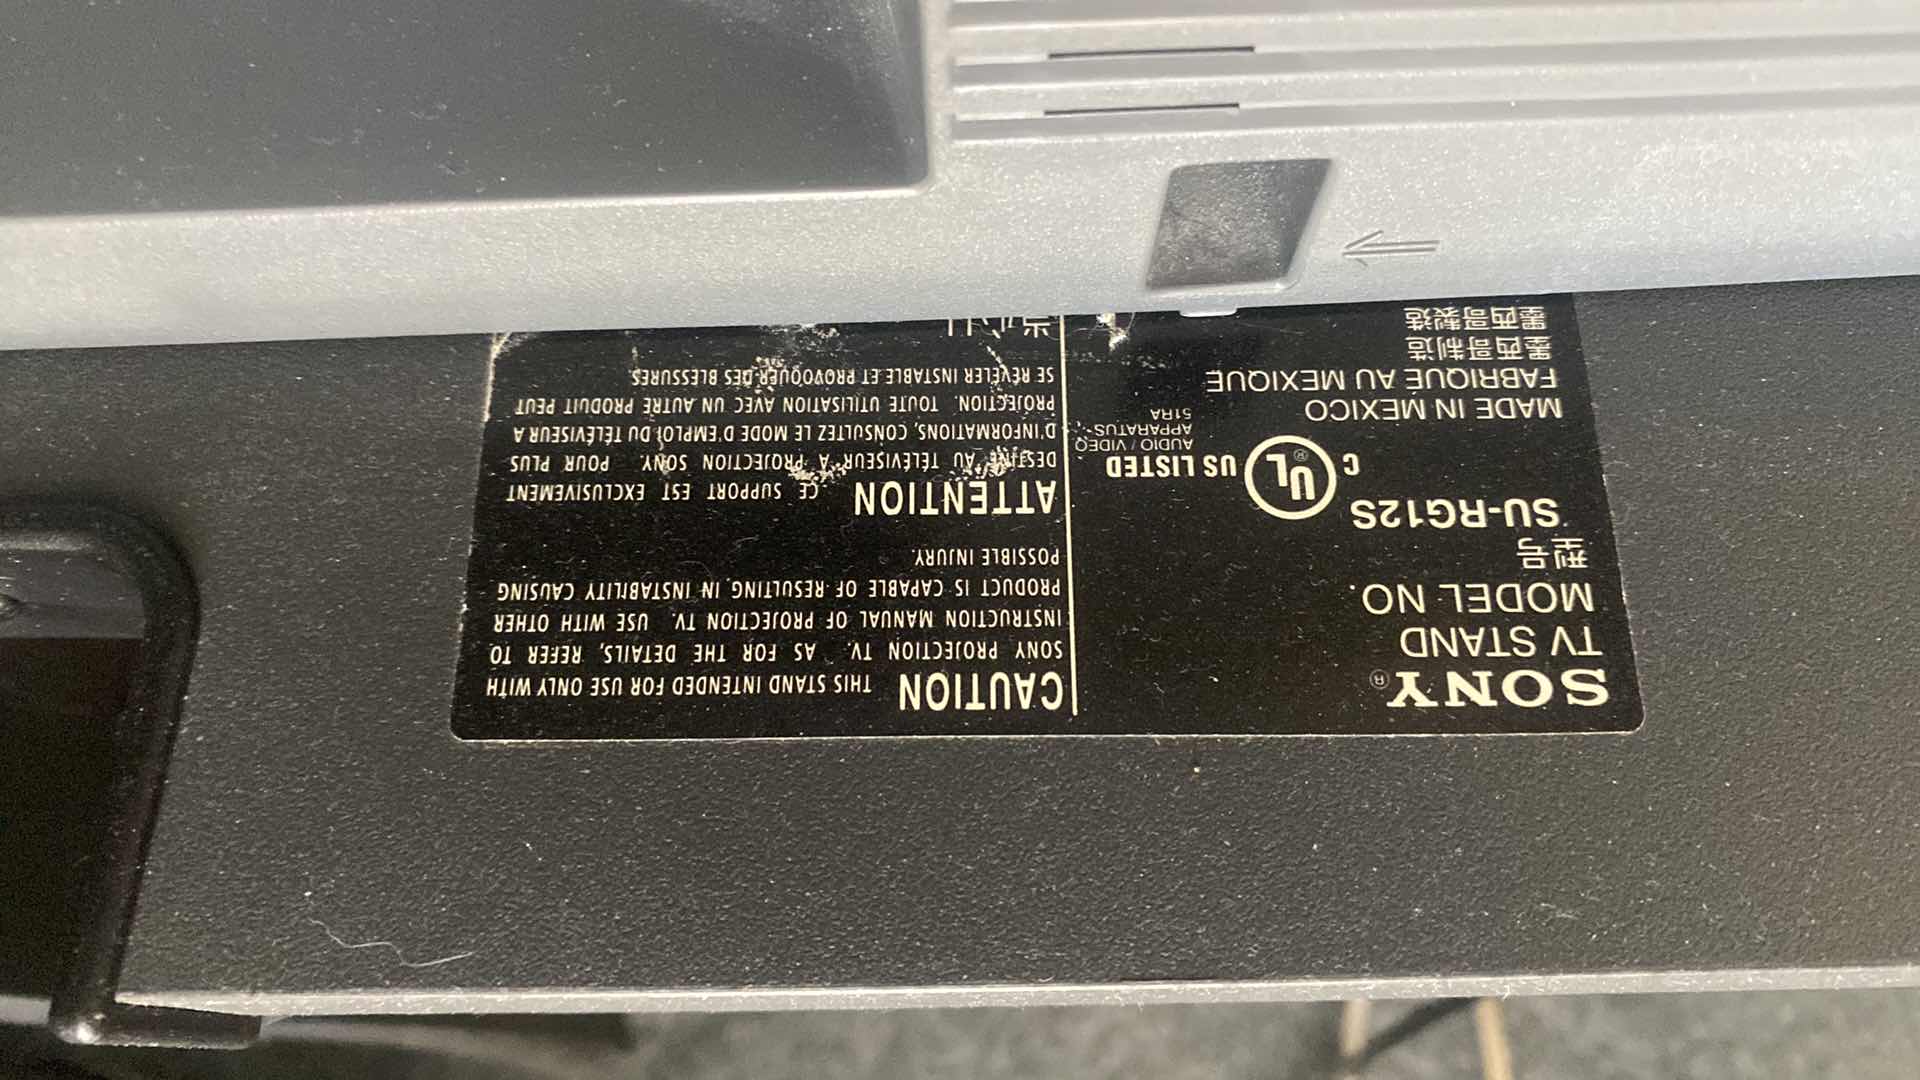 SONY®
TV STAND
MODEL NO.
型号
SU-RG12S
C UL® US LISTED
AUDIO / VIDEO
APPARATUS
51RA
MADE IN MEXICO
FABRIQUÉ AU MEXIQUE
墨西哥制造
墨西哥製造
CAUTION THIS STAND INTENDED FOR USE ONLY WITH
SONY PROJECTION TV. AS FOR THE DETAILS, REFER TO
INSTRUCTION MANUAL OF PROJECTION TV. USE WITH OTHER
PRODUCT IS CAPABLE OF RESULTING IN INSTABILITY CAUSING
POSSIBLE INJURY.
ATTENTION CE SUPPORT EST EXCLUSIVEMENT
DESTINÉ AU TÉLÉVISEUR À PROJECTION SONY. POUR PLUS
D'INFORMATIONS, CONSULTEZ LE MODE D'EMPLOI DU TÉLÉVISEUR A
PROJECTION. TOUTE UTILISATION AVEC UN AUTRE PRODUIT PEUT
SE RÉVÉLER INSTABLE ET PROVOQUER DES BLESSURES.